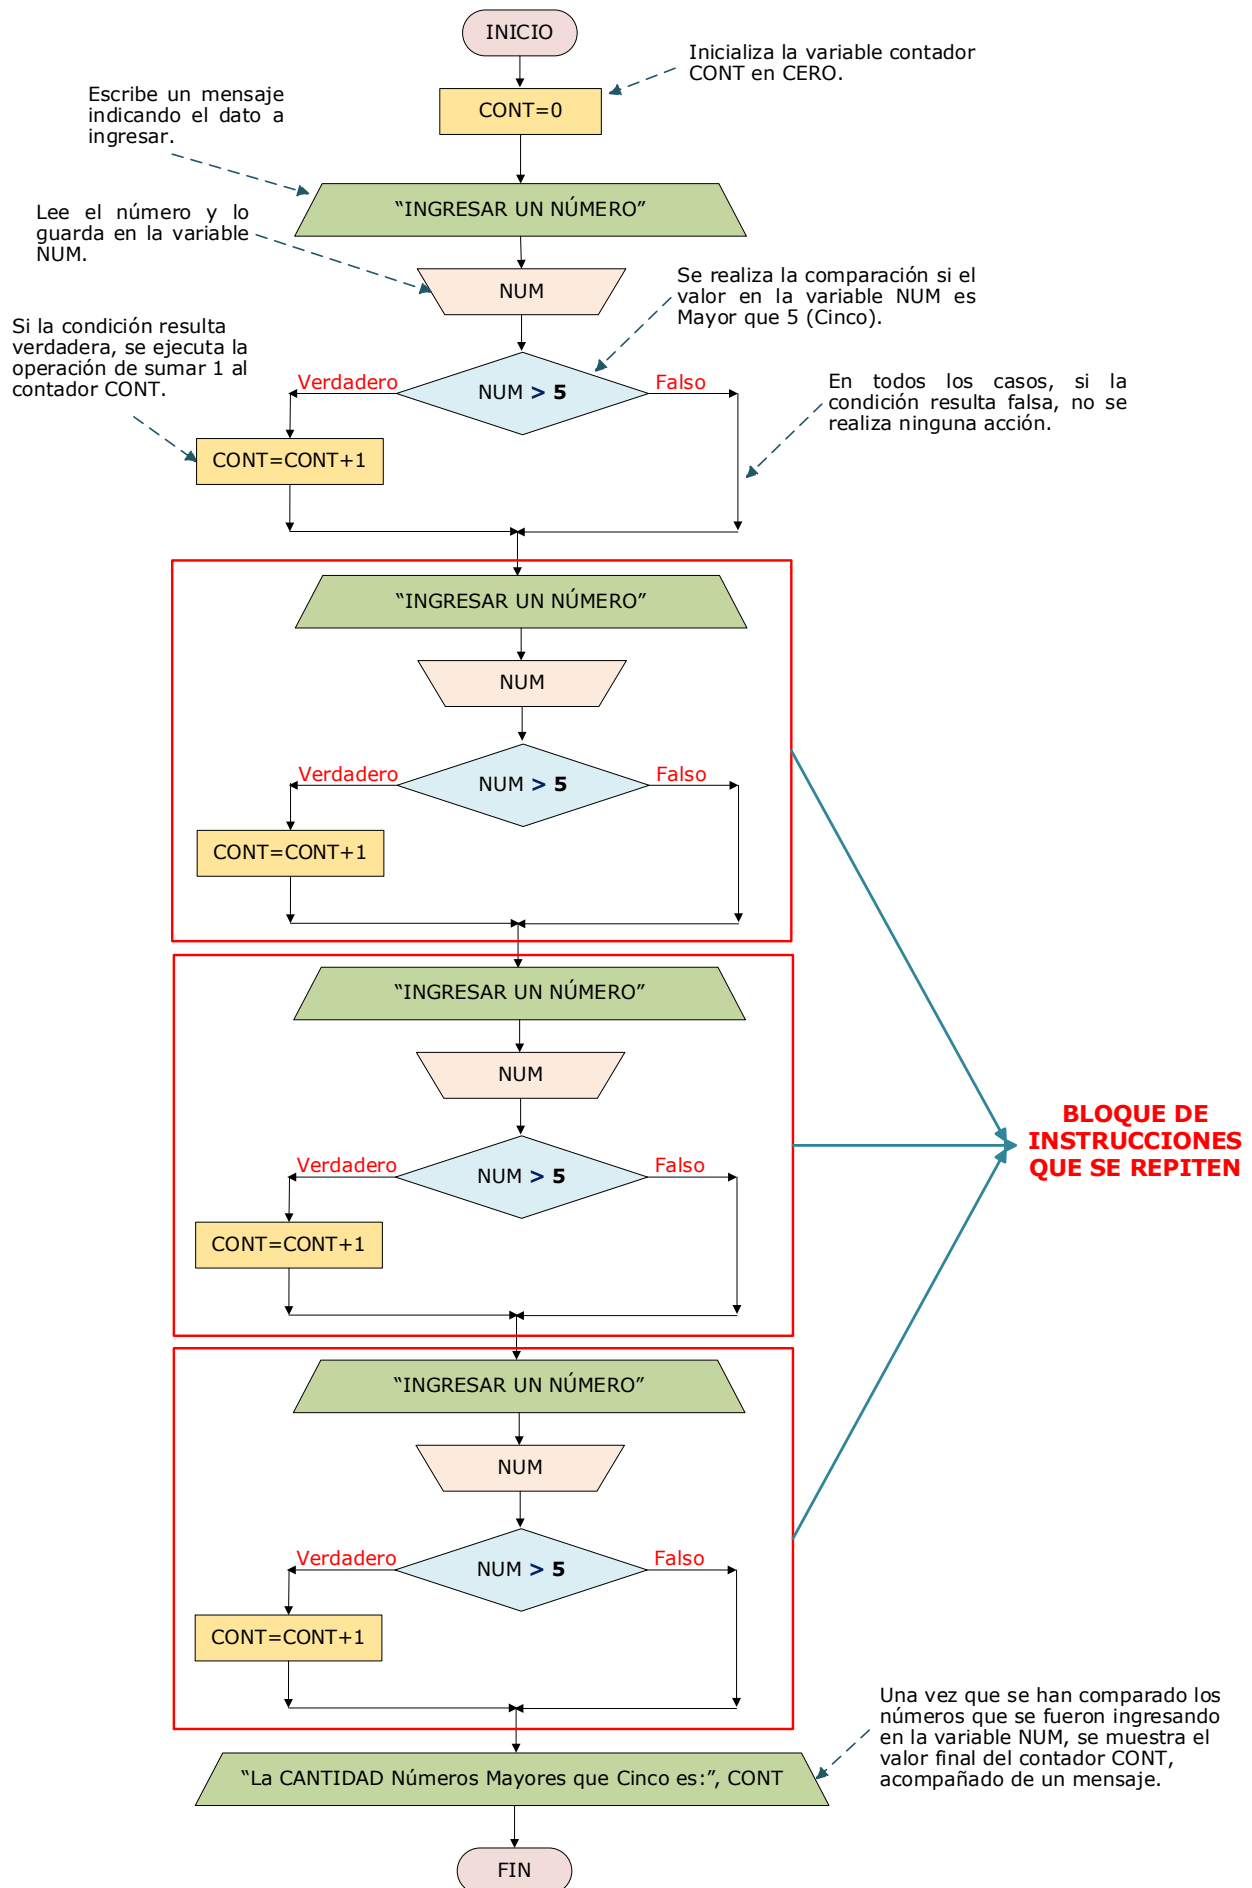 INICIO
Inicializa la variable contador
CONT en CERO.
CONT=0
Escribe un mensaje
indicando el dato a
ingresar.
“INGRESAR UN NÚMERO”
Lee el número y lo
guarda en la variable
NUM.
NUM
Se realiza la comparación si el
valor en la variable NUM es
Mayor que 5 (Cinco).
Si la condición resulta
verdadera, se ejecuta la
operación de sumar 1 al
contador CONT.
Verdadero
NUM > 5
Falso
En todos los casos, si la
condición resulta falsa, no se
realiza ninguna acción.
CONT=CONT+1
“INGRESAR UN NÚMERO”
NUM
Verdadero
NUM > 5
Falso
CONT=CONT+1
“INGRESAR UN NÚMERO”
NUM
Verdadero
NUM > 5
Falso
CONT=CONT+1
BLOQUE DE
INSTRUCCIONES
QUE SE REPITEN
“INGRESAR UN NÚMERO”
NUM
Verdadero
NUM > 5
Falso
CONT=CONT+1
Una vez que se han comparado los
números que se fueron ingresando
en la variable NUM, se muestra el
valor final del contador CONT,
acompañado de un mensaje.
“La CANTIDAD Números Mayores que Cinco es:”, CONT
FIN